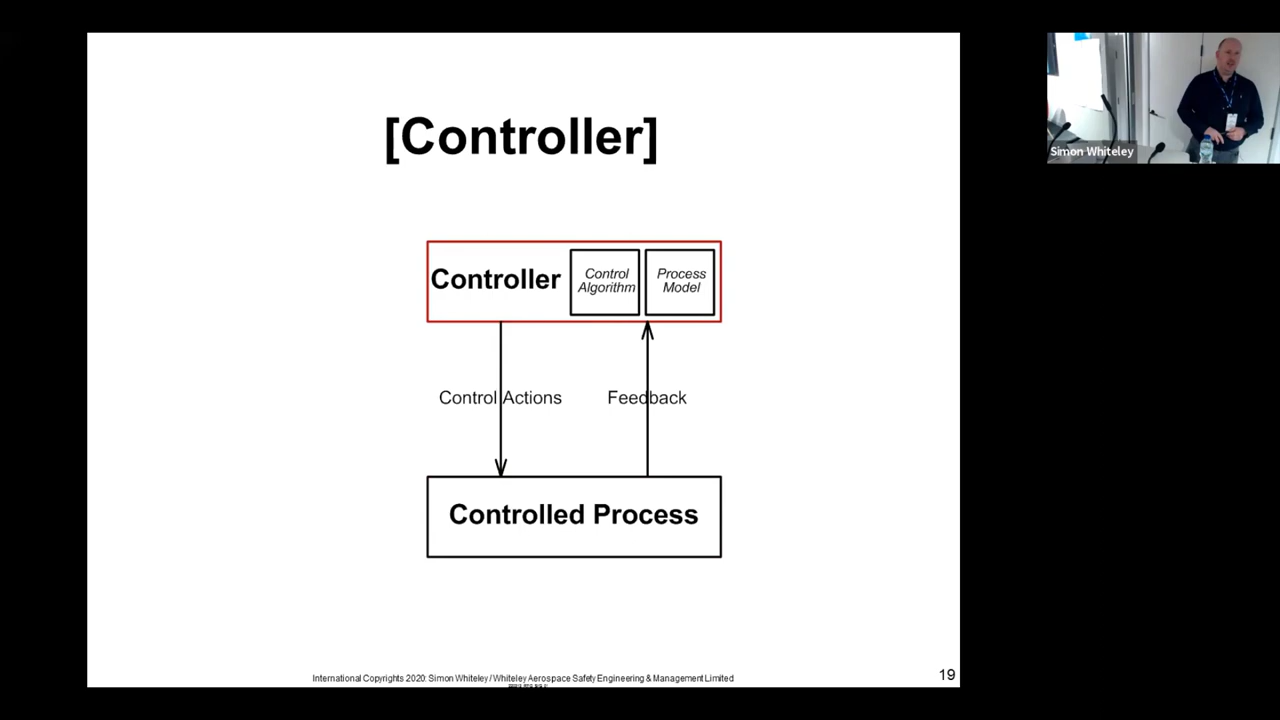 [Controller]
Controller
Control
Algorithm
Process
Model
Control Actions
Feedback
Controlled Process
International Copyrights 2020: Simon Whiteley / Whiteley Aerospace Safety Engineering & Management Limited
19
Simon Whiteley